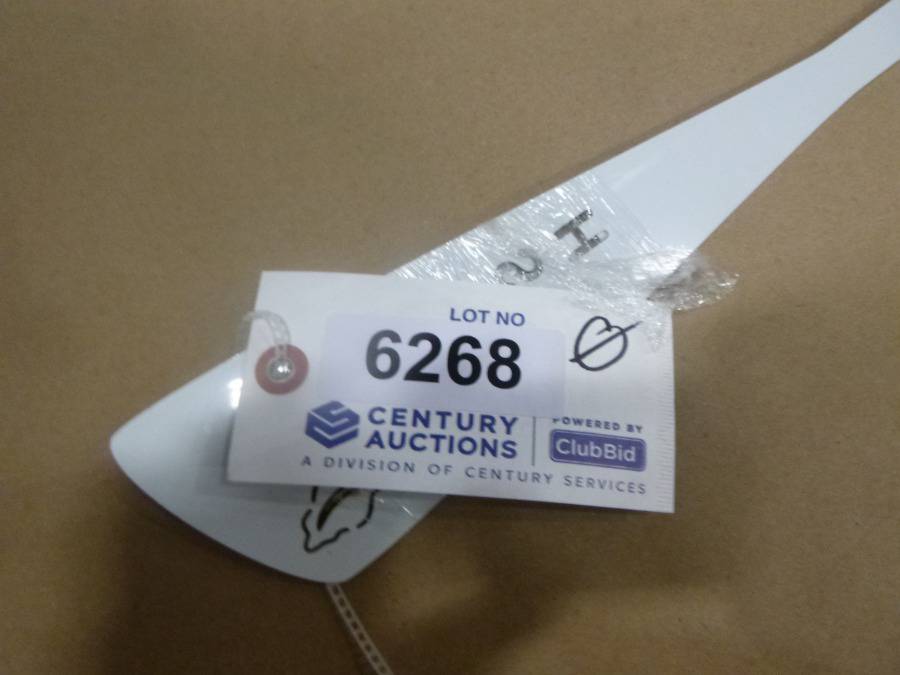 H
S
LOT NO
6268
CENTURY
AUCTIONS
POWERED BY
ClubBid
A DIVISION OF CENTURY SERVICES